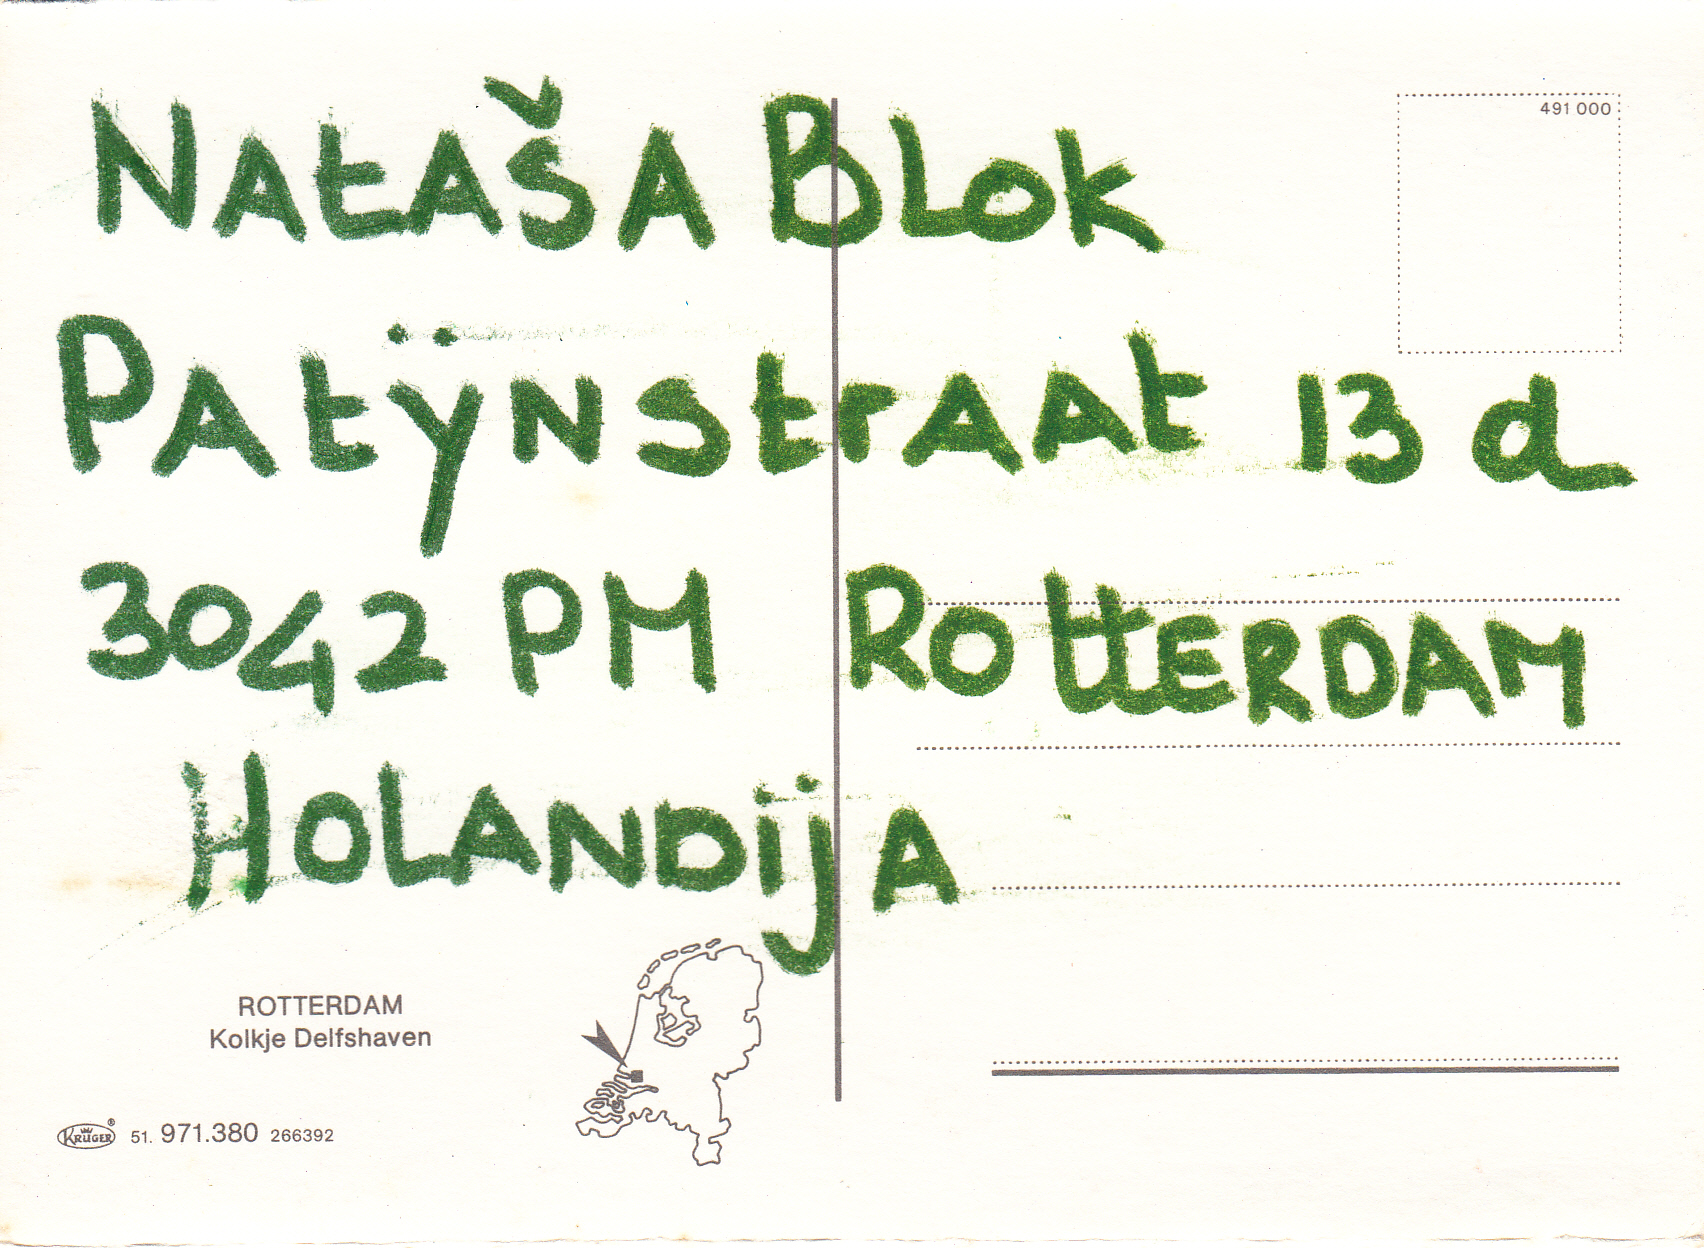 NAtAŠA BLok
PAtÿNstrAAt 13 d
3042 PM ROttERDAM
HOLANDijA
491 000
ROTTERDAM
Kolkje Delfshaven
KRÜGER® 51. 971.380 266392